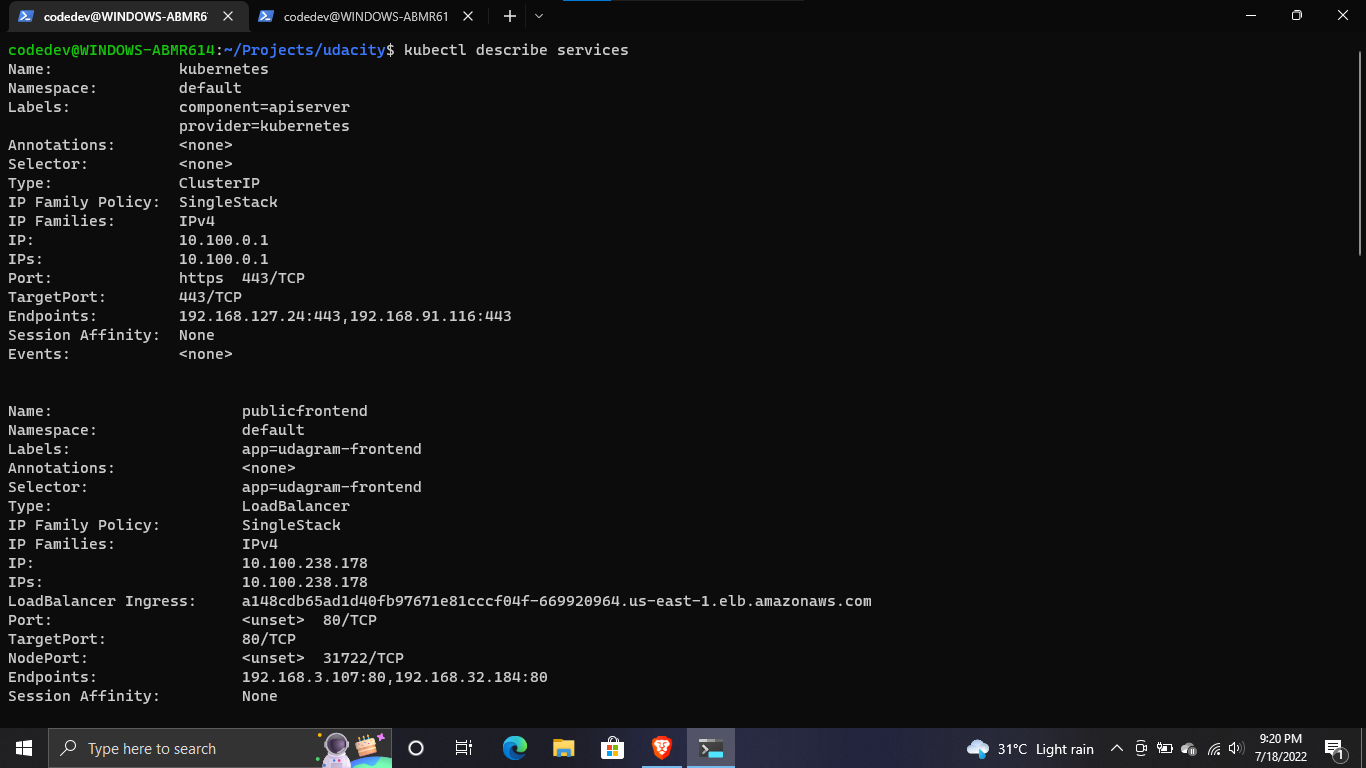 codedev@WINDOWS-ABMR6
codedev@WINDOWS-ABMR61
codedev@WINDOWS-ABMR614:~/Projects/udacity$ kubectl describe services
Name:              kubernetes
Namespace:         default
Labels:            component=apiserver
                   provider=kubernetes
Annotations:       <none>
Selector:          <none>
Type:              ClusterIP
IP Family Policy:  SingleStack
IP Families:       IPv4
IP:                10.100.0.1
IPs:               10.100.0.1
Port:              https  443/TCP
TargetPort:        443/TCP
Endpoints:         192.168.127.24:443,192.168.91.116:443
Session Affinity:  None
Events:            <none>
Name:                     publicfrontend
Namespace:                default
Labels:                   app=udagram-frontend
Annotations:              <none>
Selector:                 app=udagram-frontend
Type:                     LoadBalancer
IP Family Policy:         SingleStack
IP Families:              IPv4
IP:                       10.100.238.178
IPs:                      10.100.238.178
LoadBalancer Ingress:     a148cdb65ad1d40fb97671e81cccf04f-669920964.us-east-1.elb.amazonaws.com
Port:                     <unset>  80/TCP
TargetPort:               80/TCP
NodePort:                 <unset>  31722/TCP
Endpoints:                192.168.3.107:80,192.168.32.184:80
Session Affinity:         None
Type here to search
31°C Light rain
9:20 PM
7/18/2022
1